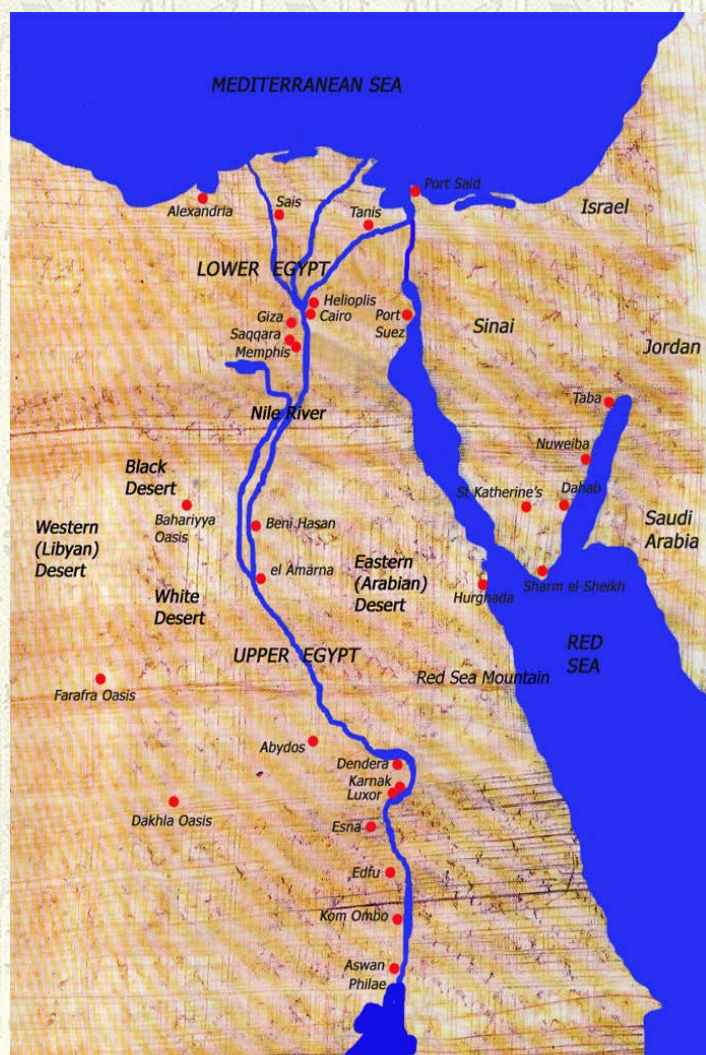 MEDITERRANEAN SEA
Port Said
Alexandria
Sais
Tanis
Israel
LOWER EGYPT
Helioplis
Cairo
Giza
Port
Suez
Saqqara
Memphis
Sinai
Jordan
Nile River
Taba
Nuweiba
Black
Desert
St Katherine's
Dahab
Bahariyya
Oasis
Beni Hasan
Western
(Libyan)
Desert
Saudi
Arabia
el Amarna
Eastern
(Arabian)
Desert
White
Desert
Hurghada
Sharm el-Sheikh
UPPER EGYPT
RED
SEA
Red Sea Mountain
Farafra Oasis
Abydos
Dendera
Karnak
Luxor
Dakhla Oasis
Esna
Edfu
Kom Ombo
Aswan
Philae